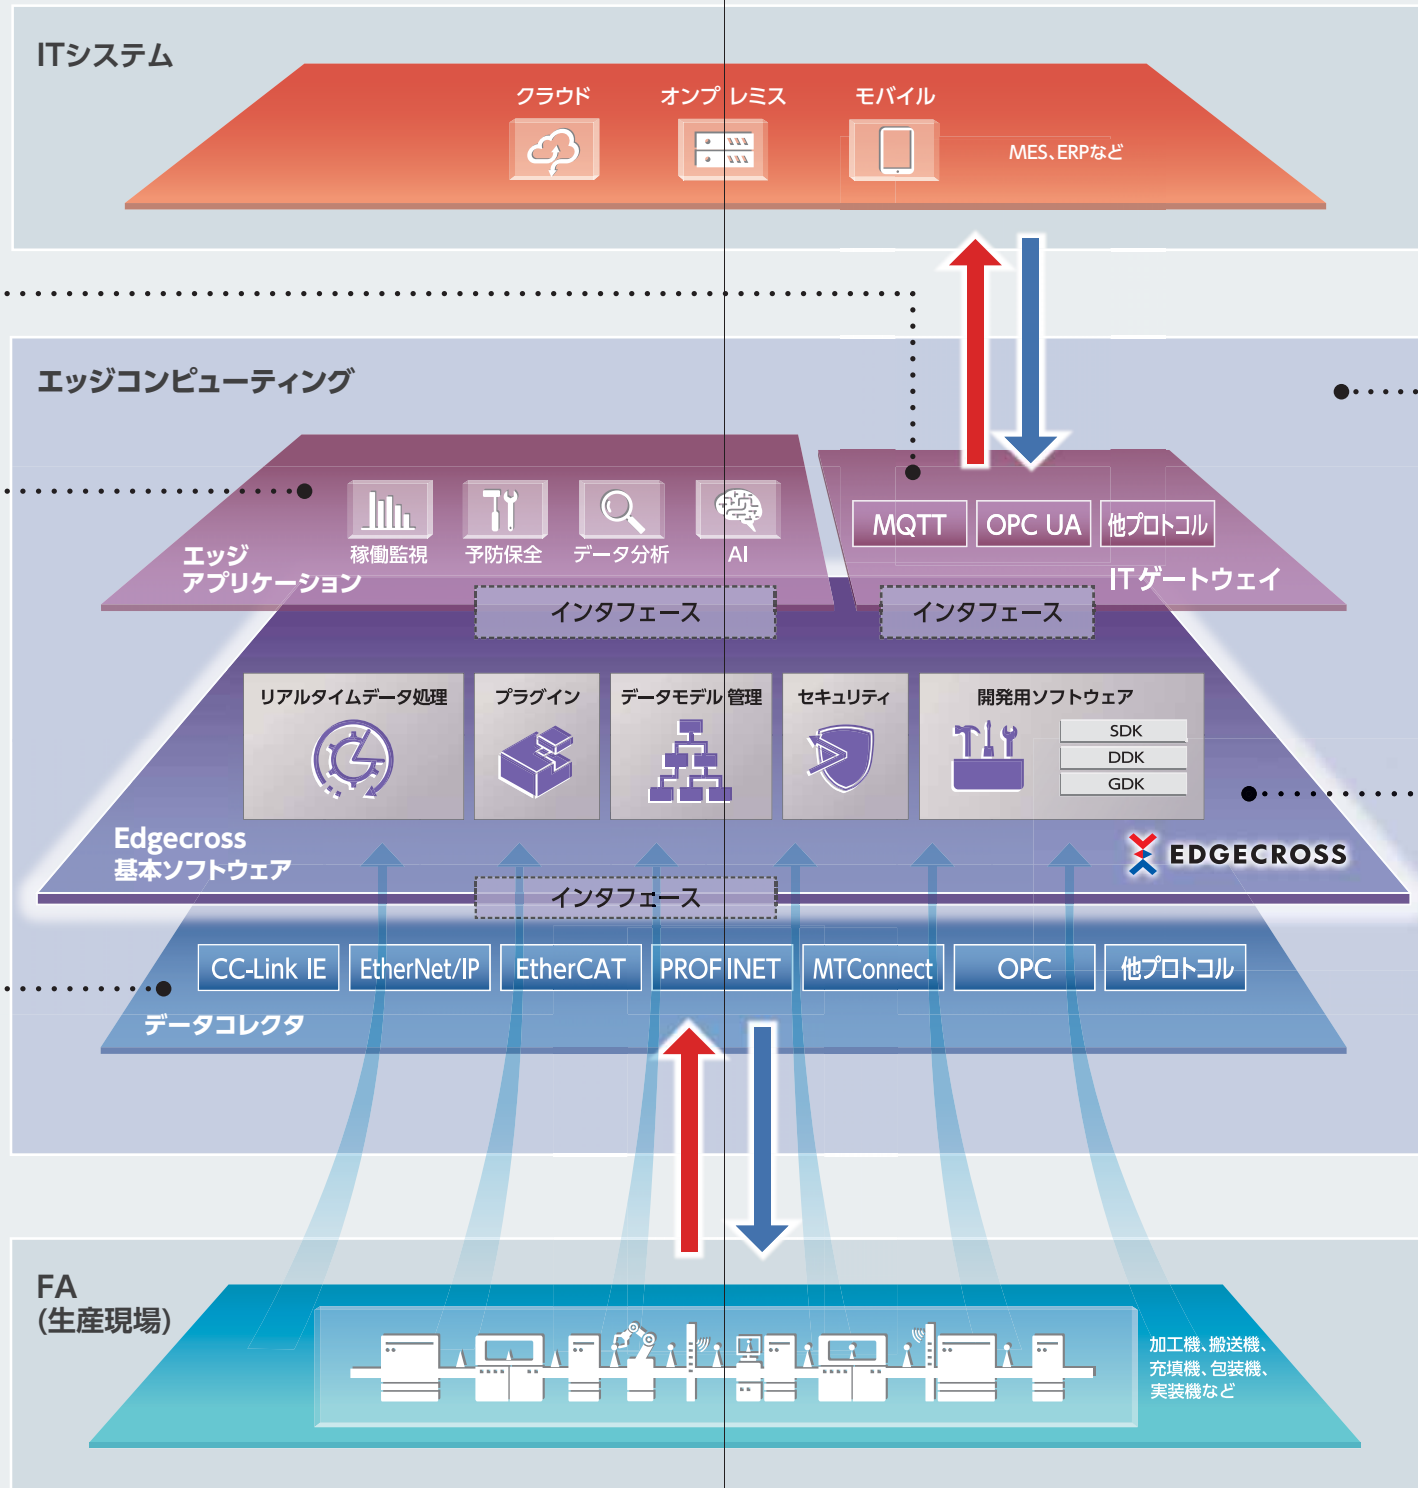 ITシステム
クラウド
オンプレミス
モバイル
MES、ERPなど
エッジコンピューティング
稼働監視
予防保全
データ分析
AI
エッジ
アプリケーション
MQTT
OPC UA
他プロトコル
ITゲートウェイ
インタフェース
インタフェース
リアルタイムデータ処理
プラグイン
データモデル管理
セキュリティ
開発用ソフトウェア
SDK
DDK
GDK
Edgecross
基本ソフトウェア
EDGECROSS
インタフェース
CC-Link IE
EtherNet/IP
EtherCAT
PROFINET
MTConnect
OPC
他プロトコル
データコレクタ
FA
(生産現場)
加工機、搬送機、
充填機、包装機、
実装機など